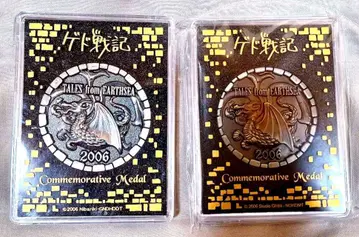 ゲド戦記
TALES from EARTHSEA
2006
Commemorative Medal
ゲド戦記
TALES from EARTHSEA
2006
Commemorative Medal